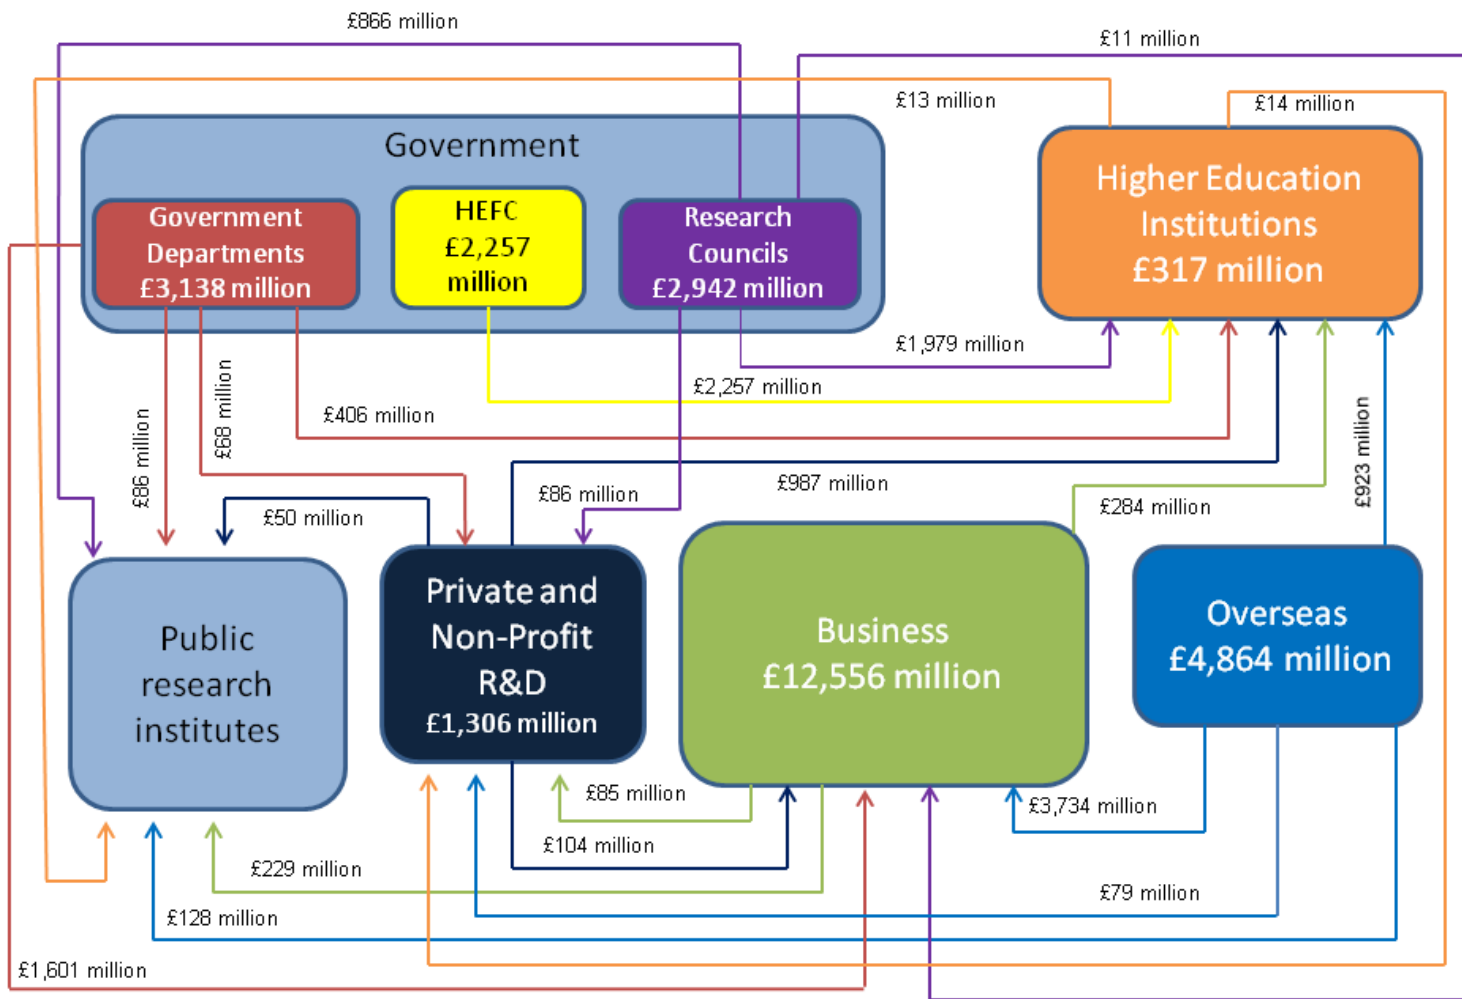 £866 million
£11 million
£13 million
£14 million
Government
Government
Departments
£3,138 million
HEFC
£2,257
million
Research
Councils
£2,942 million
Higher Education
Institutions
£317 million
£1,979 million
£2,257 million
£406 million
£86 million
£68 million
£923 million
£987 million
£86 million
£50 million
£284 million
Public
research
institutes
Private and
Non-Profit
R&D
£1,306 million
Business
£12,556 million
Overseas
£4,864 million
£85 million
£3,734 million
£104 million
£229 million
£79 million
£128 million
£1,601 million